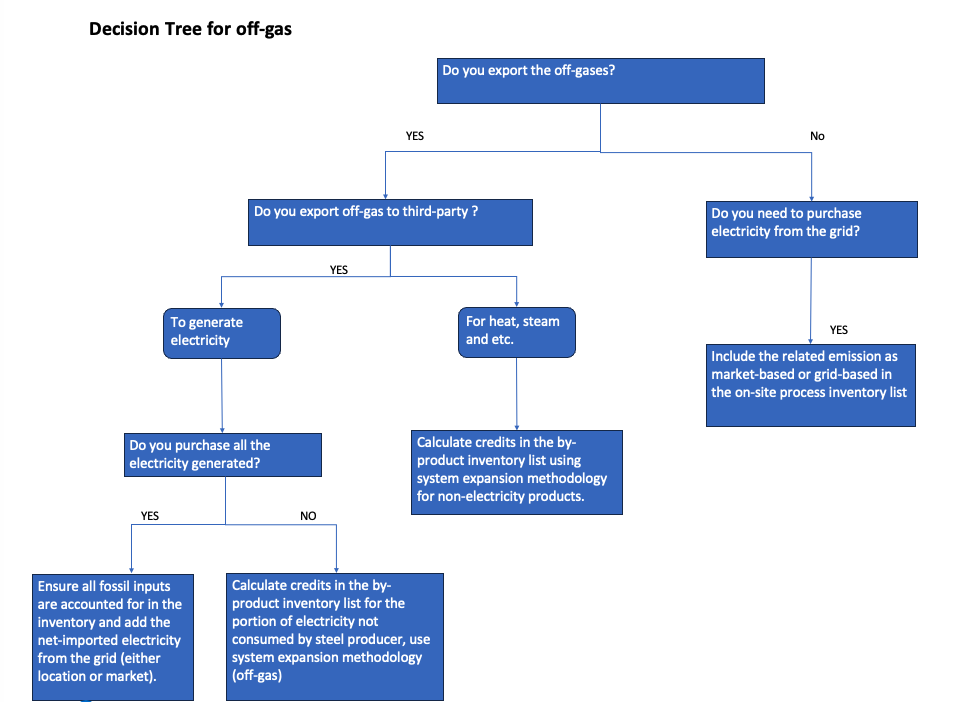 Decision Tree for off-gas
Do you export the off-gases?
YES
No
Do you export off-gas to third-party ?
Do you need to purchase
electricity from the grid?
YES
To generate
electricity
For heat, steam
and etc.
YES
Include the related emission as
market-based or grid-based in
the on-site process inventory list
Do you purchase all the
electricity generated?
Calculate credits in the by-
product inventory list using
system expansion methodology
for non-electricity products.
YES
NO
Ensure all fossil inputs
are accounted for in the
inventory and add the
net-imported electricity
from the grid (either
location or market).
Calculate credits in the by-
product inventory list for the
portion of electricity not
consumed by steel producer, use
system expansion methodology
(off-gas)